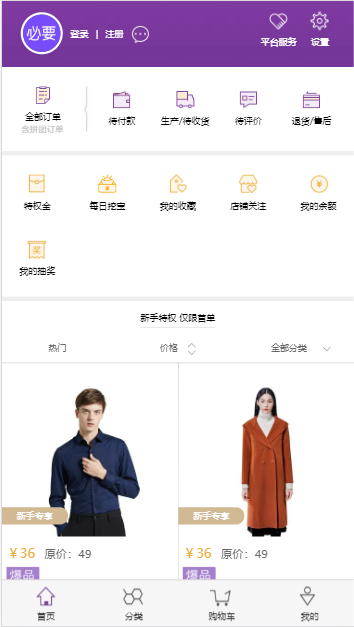 必要 登录 | 注册
平台服务 设置
全部订单
含拼团订单
待付款 生产/待收货 待评价 退货/售后
特权金 每日挖宝 我的收藏 店铺关注 我的余额
¥
奖
我的抽奖
新手特权 仅限首单
热门 价格 全部分类
新手专享 新手专享
￥36 原价：49 ￥36 原价：49
爆品 爆品
首页 分类 购物车 我的